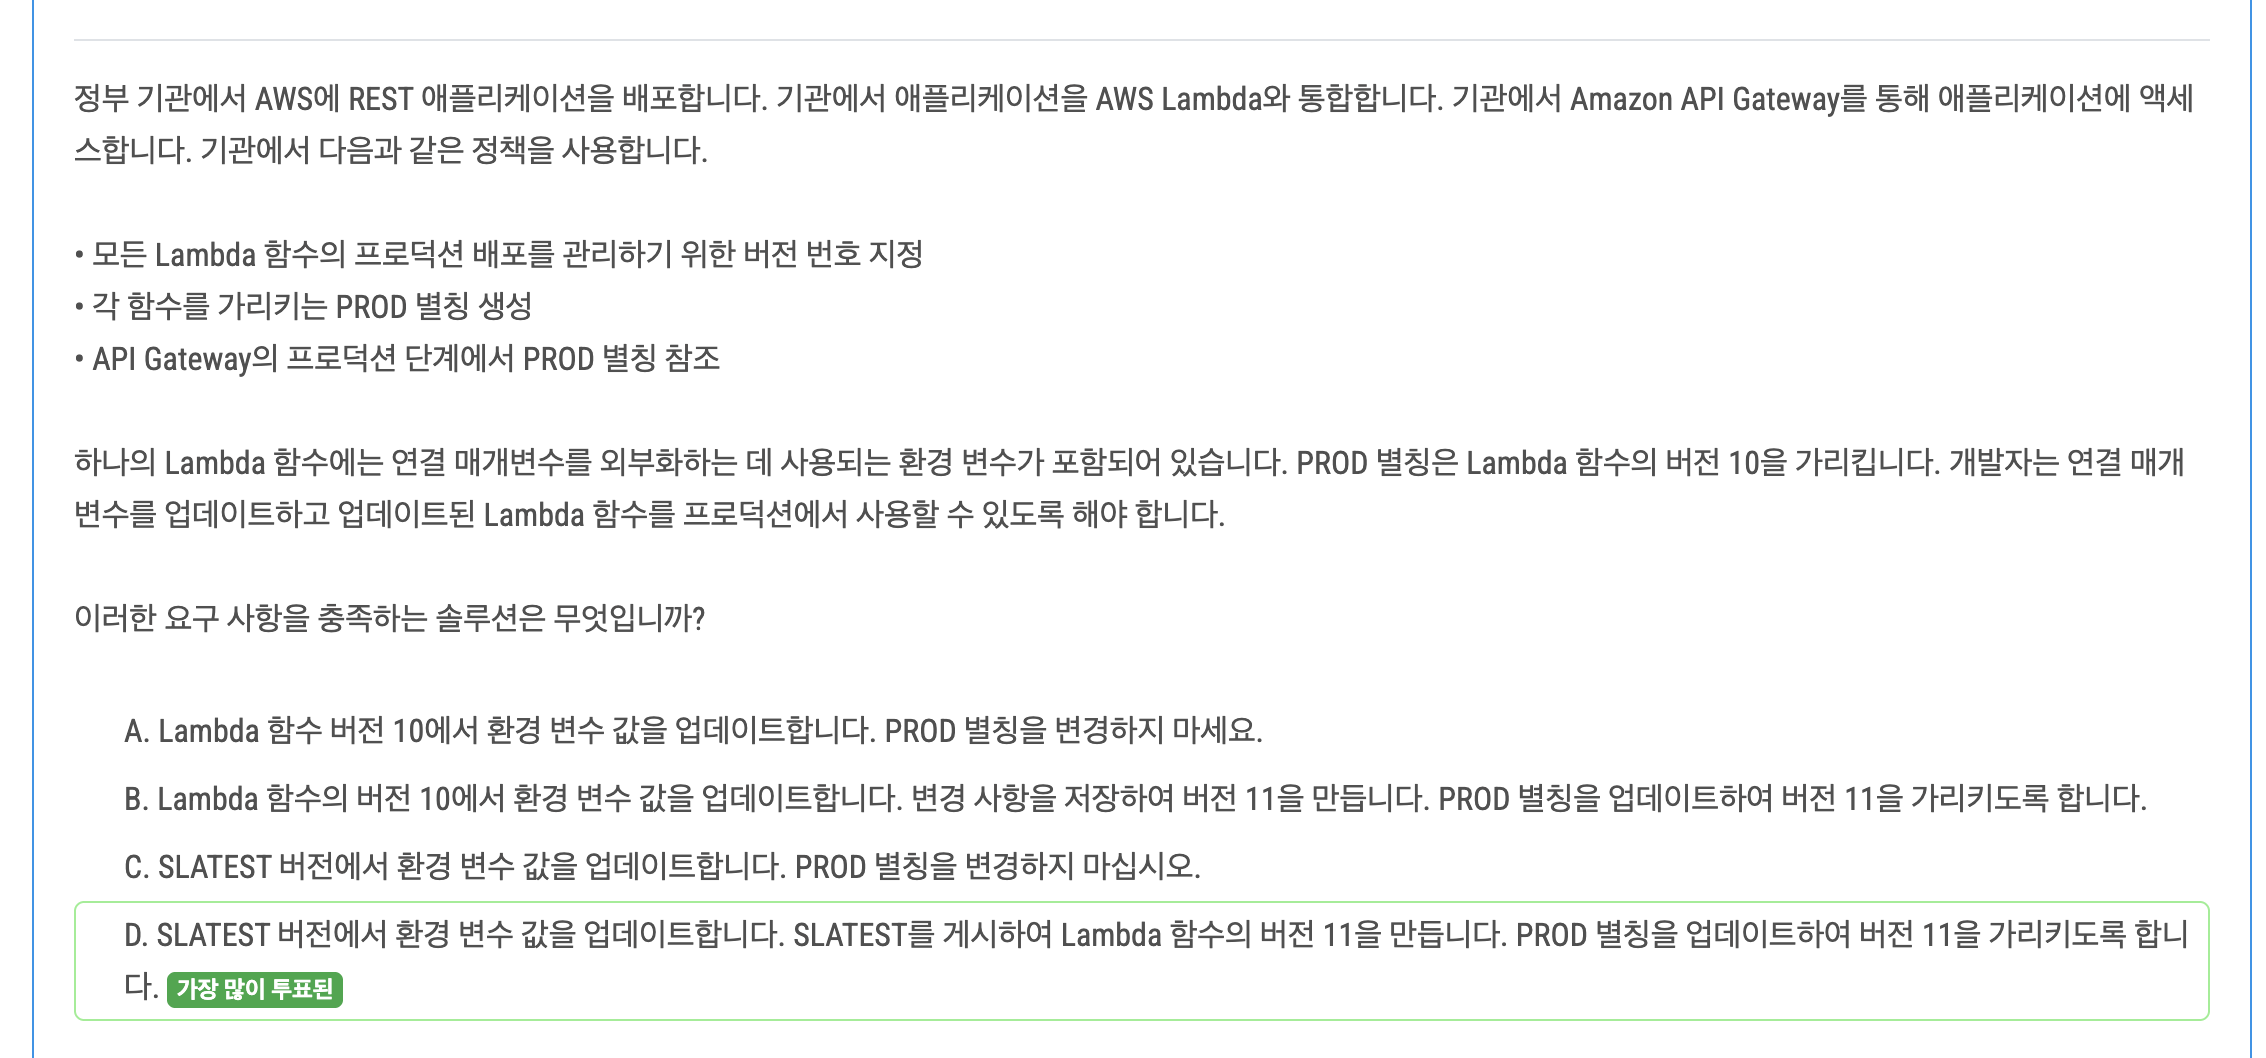 정부 기관에서 AWS에 REST 애플리케이션을 배포합니다. 기관에서 애플리케이션을 AWS Lambda와 통합합니다. 기관에서 Amazon API Gateway를 통해 애플리케이션에 액세
스합니다. 기관에서 다음과 같은 정책을 사용합니다.
• 모든 Lambda 함수의 프로덕션 배포를 관리하기 위한 버전 번호 지정
• 각 함수를 가리키는 PROD 별칭 생성
• API Gateway의 프로덕션 단계에서 PROD 별칭 참조
하나의 Lambda 함수에는 연결 매개변수를 외부화하는 데 사용되는 환경 변수가 포함되어 있습니다. PROD 별칭은 Lambda 함수의 버전 10을 가리킵니다. 개발자는 연결 매개
변수를 업데이트하고 업데이트된 Lambda 함수를 프로덕션에서 사용할 수 있도록 해야 합니다.
이러한 요구 사항을 충족하는 솔루션은 무엇입니까?
A. Lambda 함수 버전 10에서 환경 변수 값을 업데이트합니다. PROD 별칭을 변경하지 마세요.
B. Lambda 함수의 버전 10에서 환경 변수 값을 업데이트합니다. 변경 사항을 저장하여 버전 11을 만듭니다. PROD 별칭을 업데이트하여 버전 11을 가리키도록 합니다.
C. SLATEST 버전에서 환경 변수 값을 업데이트합니다. PROD 별칭을 변경하지 마십시오.
D. SLATEST 버전에서 환경 변수 값을 업데이트합니다. SLATEST를 게시하여 Lambda 함수의 버전 11을 만듭니다. PROD 별칭을 업데이트하여 버전 11을 가리키도록 합니
다. 가장 많이 투표된